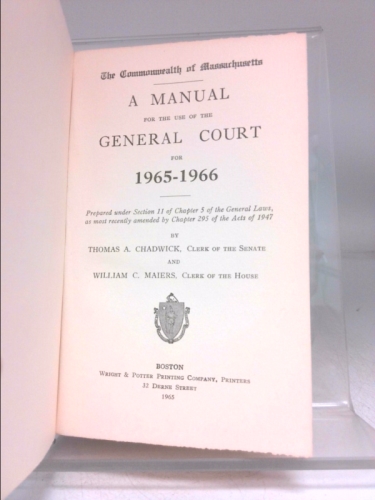 The Commonwealth of Massachusetts
A MANUAL
FOR THE USE OF THE
GENERAL COURT
FOR
1965-1966
Prepared under Section 11 of Chapter 5 of the General Laws,
as most recently amended by Chapter 295 of the Acts of 1947
BY
THOMAS A. CHADWICK, CLERK OF THE SENATE
AND
WILLIAM C. MAIERS, CLERK OF THE HOUSE
BOSTON
WRIGHT & POTTER PRINTING COMPANY, PRINTERS
32 DERNE STREET
1965